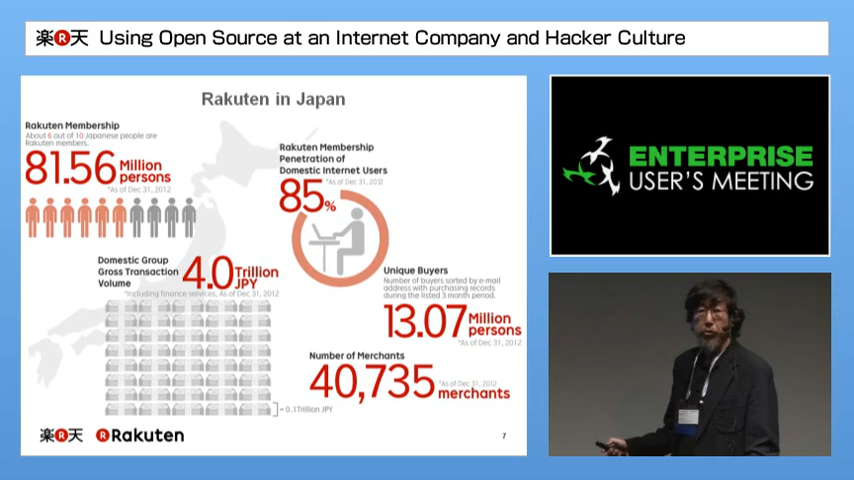 楽R天 Using Open Source at an Internet Company and Hacker Culture
Rakuten in Japan
Rakuten Membership
About 6 out of 10 Japanese people are
Rakuten members.
81.56 Million
persons
*As of Dec 31, 2012
Rakuten Membership
Penetration of
Domestic Internet Users
*As of Dec 31, 2012
85%
Domestic Group
Gross Transaction
Volume
4.0 Trillion
JPY
*Including finance services, As of Dec 31, 2012
= 0.1Trillion JPY
Unique Buyers
Number of buyers sorted by e-mail
address with purchasing records
during the listed 3 month period.
13.07 Million
persons
*As of Dec 31, 2012
Number of Merchants
40,735 merchants
*As of Dec 31, 2012
楽R天 R Rakuten
7
ENTERPRISE
USER'S MEETING